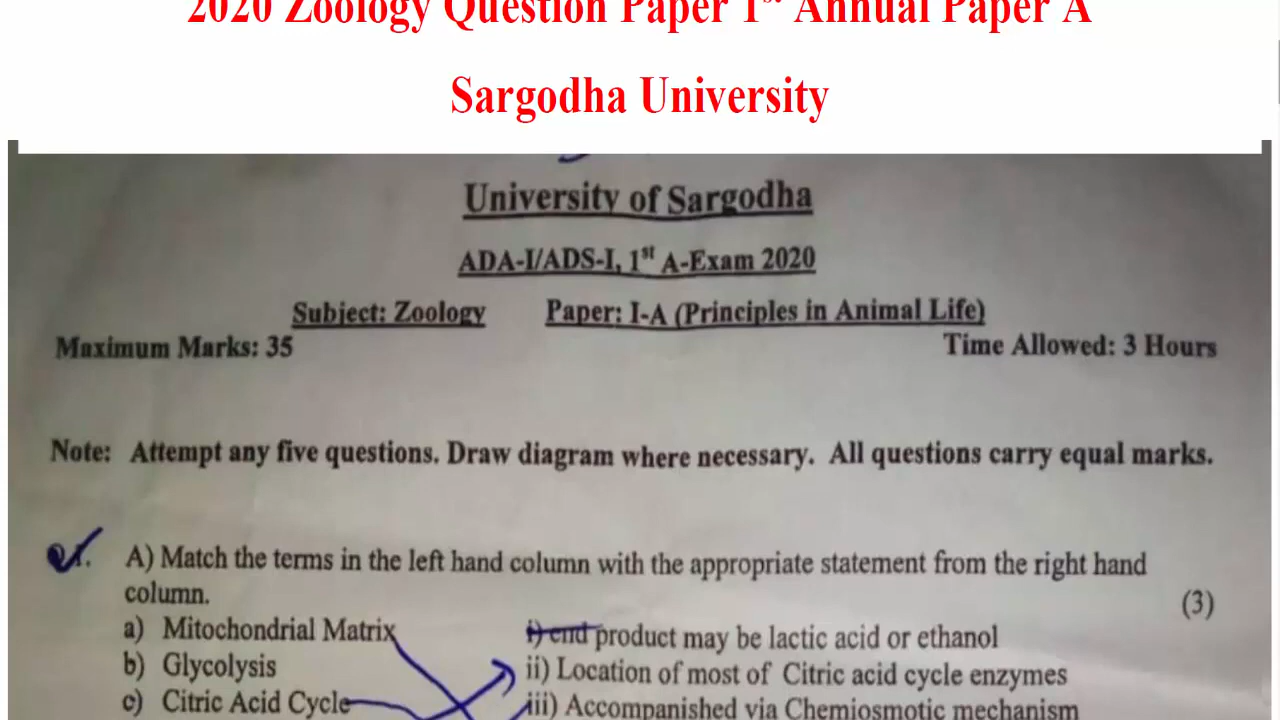 2020 Zoology Question Paper 1st Annual Paper A
Sargodha University
University of Sargodha
ADA-I/ADS-I, 1st A-Exam 2020
Subject: Zoology Paper: I-A (Principles in Animal Life)
Maximum Marks: 35 Time Allowed: 3 Hours
Note: Attempt any five questions. Draw diagram where necessary. All questions carry equal marks.
A) Match the terms in the left hand column with the appropriate statement from the right hand
column. (3)
a) Mitochondrial Matrix i) end product may be lactic acid or ethanol
b) Glycolysis ii) Location of most of Citric acid cycle enzymes
c) Citric Acid Cycle iii) Accompanished via Chemiosmotic mechanism